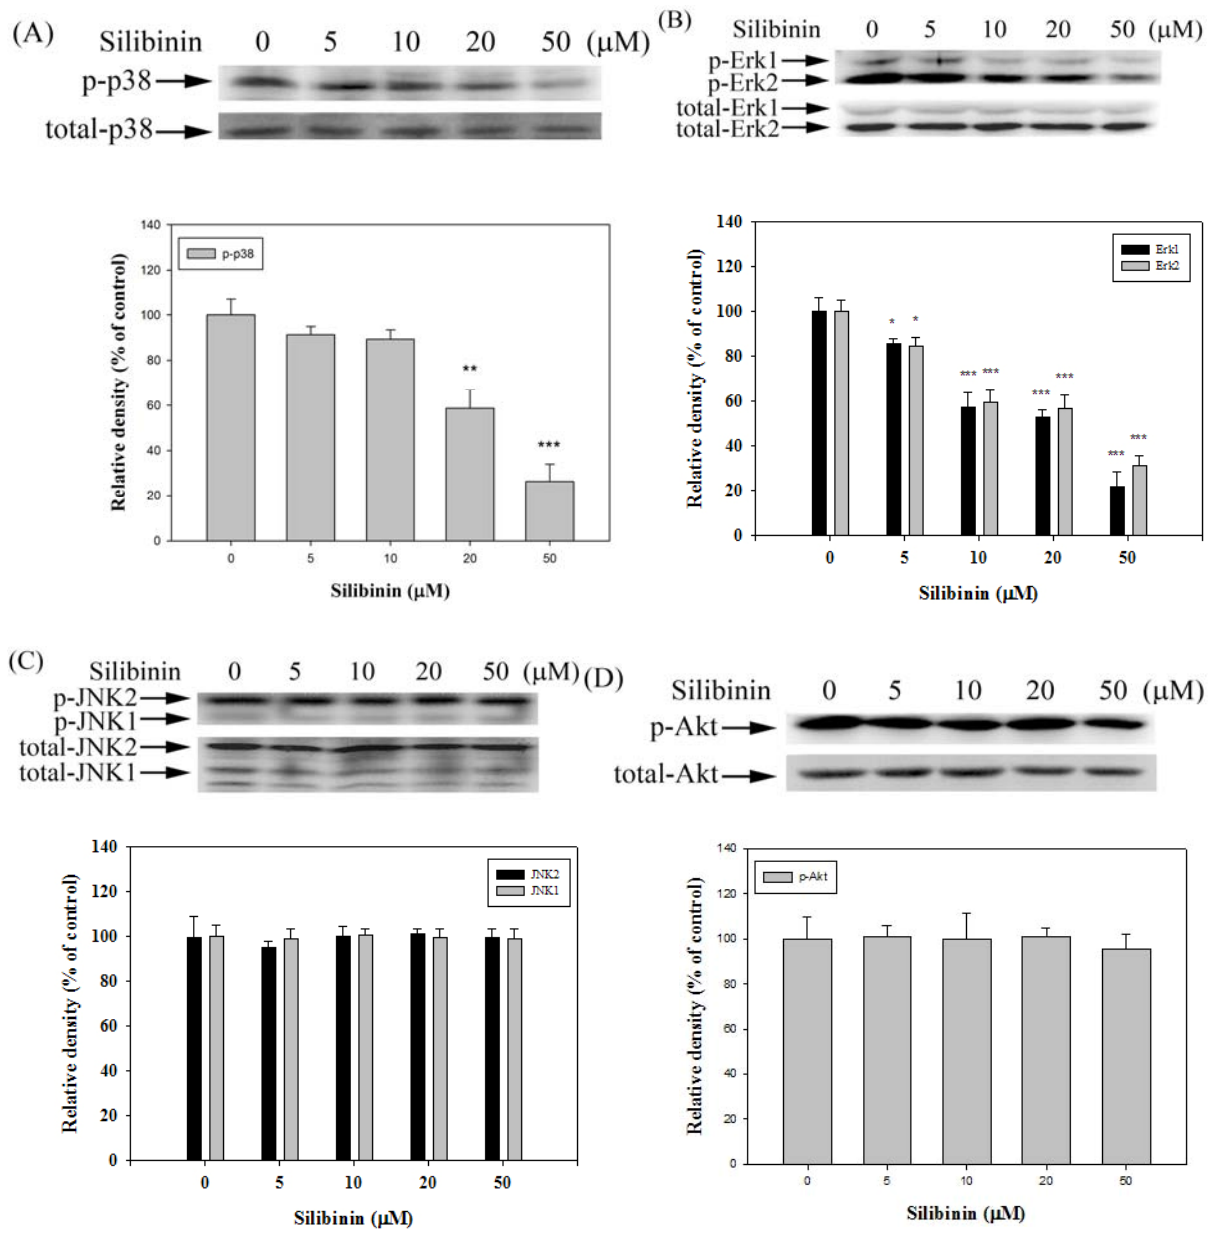 (A)
Silibinin 0 5 10 20 50 (μM)
p-p38
total-p38
Relative density (% of control)
140
120
100
80
60
40
20
0
p-p38
**
***
0 5 10 20 50
Silibinin (μM)
(B)
Silibinin 0 5 10 20 50 (μM)
p-Erk1
p-Erk2
total-Erk1
total-Erk2
Relative density (% of control)
140
120
100
80
60
40
20
0
Erk1
Erk2
* *
*** ***
*** ***
*** ***
0 5 10 20 50
Silibinin (μM)
(C)
Silibinin 0 5 10 20 50 (μM)
p-JNK2
p-JNK1
total-JNK2
total-JNK1
Relative density (% of control)
140
120
100
80
60
40
20
0
JNK2
JNK1
0 5 10 20 50
Silibinin (μM)
(D)
Silibinin 0 5 10 20 50 (μM)
p-Akt
total-Akt
Relative density (% of control)
140
120
100
80
60
40
20
0
p-Akt
0 5 10 20 50
Silibinin (μM)